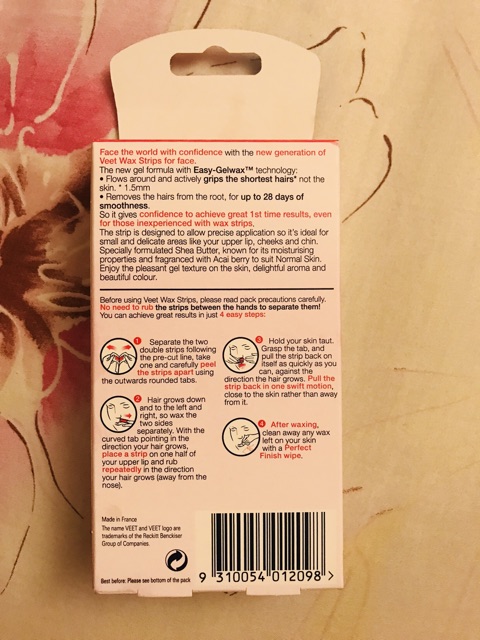 Face the world with confidence with the new generation of
Veet Wax Strips for face.
The new gel formula with Easy-Gelwax™ technology:
• Flows around and actively grips the shortest hairs* not the
skin. * 1.5mm
• Removes the hairs from the root, for up to 28 days of
smoothness.
So it gives confidence to achieve great 1st time results, even
for those inexperienced with wax strips.
The strip is designed to allow precise application so it's ideal for
small and delicate areas like your upper lip, cheeks and chin.
Specially formulated Shea Butter, known for its moisturising
properties and fragranced with Acai berry to suit Normal Skin.
Enjoy the pleasant gel texture on the skin, delightful aroma and
beautiful colour.
Before using Veet Wax Strips, please read pack precautions carefully.
No need to rub the strips between the hands to separate them!
You can achieve great results in just 4 easy steps:
1 Separate the two
double strips following
the pre-cut line, take
one and carefully peel
the strips apart using
the outwards rounded tabs.
2 Hair grows down
and to the left and
right, so wax the
two sides
separately. With the
curved tab pointing in the
direction your hair grows,
place a strip on one half of
your upper lip and rub
repeatedly in the direction
your hair grows (away from the
nose).
3 Hold your skin taut.
Grasp the tab, and
pull the strip back on
itself as quickly as you
can, against the
direction the hair grows. Pull the
strip back in one swift motion,
close to the skin rather than away
from it.
4 After waxing,
clean away any wax
left on your skin
with a Perfect
Finish wipe.
Made in France
The name VEET and VEET logo are
trademarks of the Reckitt Benckiser
Group of Companies.
Best before: Please see bottom of the pack
9 310054 012098 >